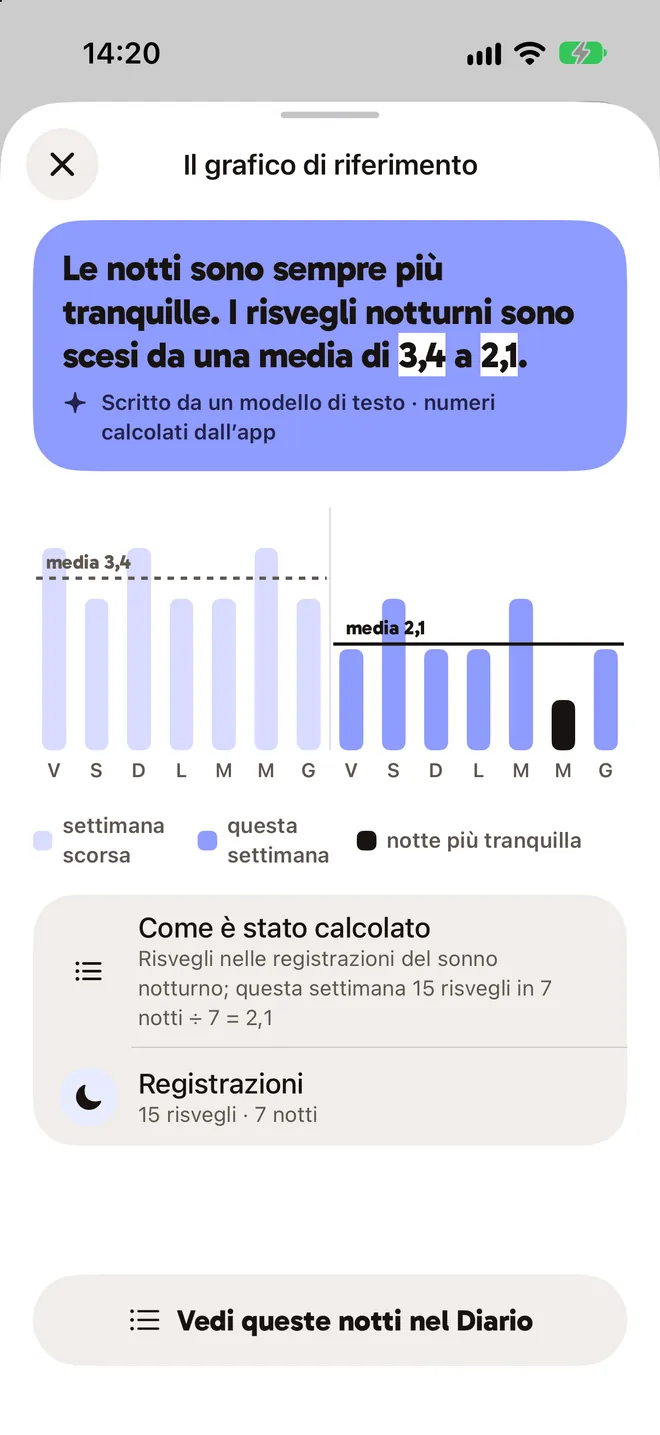 14:20
Il grafico di riferimento
Le notti sono sempre più
tranquille. I risvegli notturni sono
scesi da una media di 3,4 a 2,1.
Scritto da un modello di testo · numeri
calcolati dall’app
media 3,4
media 2,1
V S D L M M G V S D L M M G
settimana
scorsa
questa
settimana
notte più tranquilla
Come è stato calcolato
Risvegli nelle registrazioni del sonno
notturno; questa settimana 15 risvegli in 7
notti ÷ 7 = 2,1
Registrazioni
15 risvegli · 7 notti
Vedi queste notti nel Diario